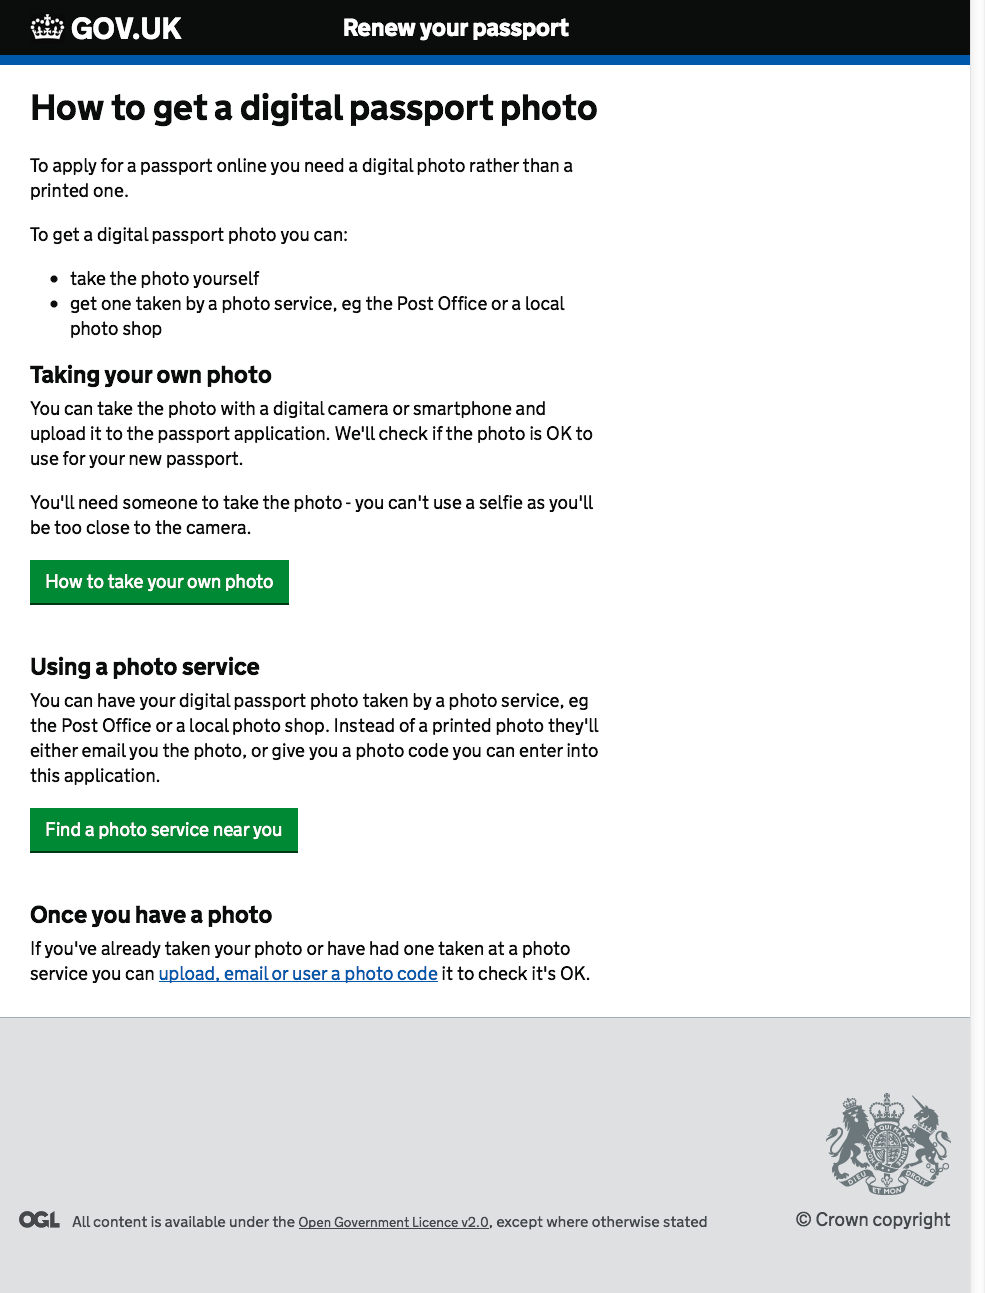 GOV.UK
Renew your passport
How to get a digital passport photo
To apply for a passport online you need a digital photo rather than a
printed one.
To get a digital passport photo you can:
• take the photo yourself
• get one taken by a photo service, eg the Post Office or a local
photo shop
Taking your own photo
You can take the photo with a digital camera or smartphone and
upload it to the passport application. We'll check if the photo is OK to
use for your new passport.
You'll need someone to take the photo - you can't use a selfie as you'll
be too close to the camera.
How to take your own photo
Using a photo service
You can have your digital passport photo taken by a photo service, eg
the Post Office or a local photo shop. Instead of a printed photo they'll
either email you the photo, or give you a photo code you can enter into
this application.
Find a photo service near you
Once you have a photo
If you've already taken your photo or have had one taken at a photo
service you can upload, email or user a photo code it to check it's OK.
DIEU ET MON DROIT
OGL All content is available under the Open Government Licence v2.0, except where otherwise stated
© Crown copyright